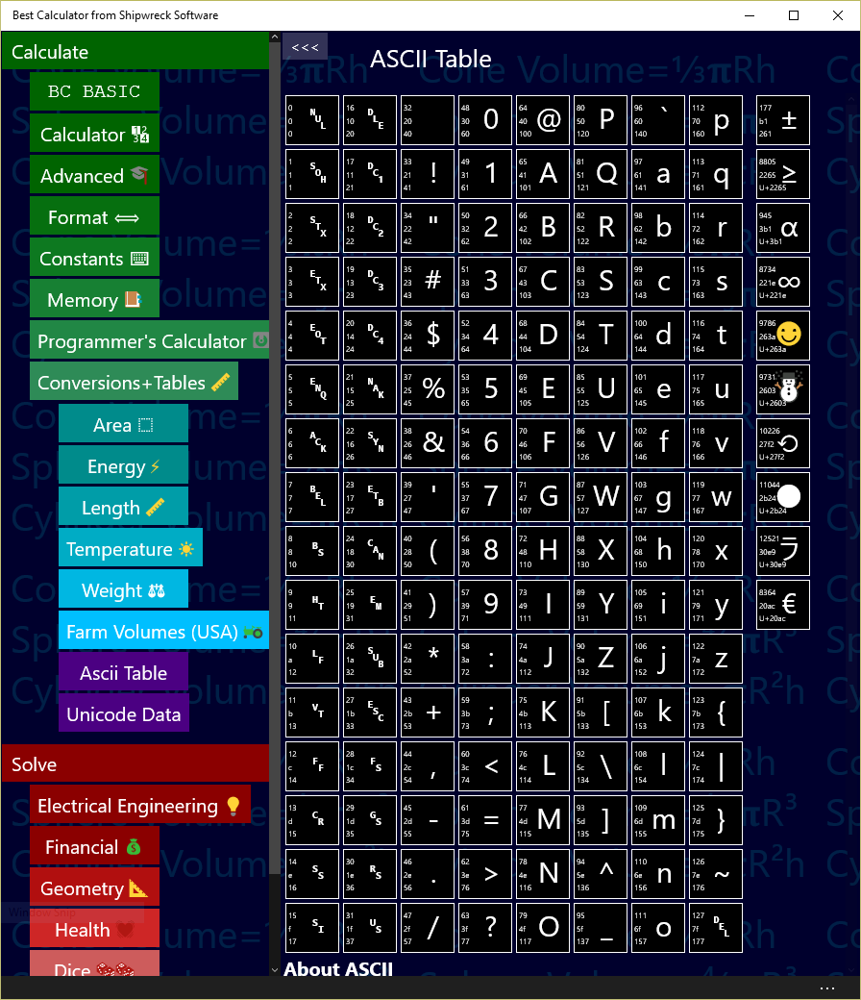 Best Calculator from Shipwreck Software
Calculate
BC BASIC
Calculator
Advanced
Format
Constants
Memory
Programmer's Calculator
Conversions+Tables
Area
Energy
Length
Temperature
Weight
Farm Volumes (USA)
Ascii Table
Unicode Data
Solve
Electrical Engineering
Financial
Geometry
Window Snip
Health
Dice
<<<
ASCII Table
0 0 0 NUL 16 10 20 DLE 32 20 40 48 30 60 0 64 40 100 @ 80 50 120 P 96 60 140 ` 112 70 160 p 177 b1 261 ±
1 1 1 SOH 17 11 21 DC1 33 21 41 ! 49 31 61 1 65 41 101 A 81 51 121 Q 97 61 141 a 113 71 161 q 8805 2265 U+2265 ≥
2 2 2 STX 18 12 22 DC2 34 22 42 " 50 32 62 2 66 42 102 B 82 52 122 R 98 62 142 b 114 72 162 r 945 3b1 U+3b1 α
3 3 3 ETX 19 13 23 DC3 35 23 43 # 51 33 63 3 67 43 103 C 83 53 123 S 99 63 143 c 115 73 163 s 8734 221e U+221e ∞
4 4 4 EOT 20 14 24 DC4 36 24 44 $ 52 34 64 4 68 44 104 D 84 54 124 T 100 64 144 d 116 74 164 t 9786 263a U+263a
5 5 5 ENQ 21 15 25 NAK 37 25 45 % 53 35 65 5 69 45 105 E 85 55 125 U 101 65 145 e 117 75 165 u 9731 2603 U+2603
6 6 6 ACK 22 16 26 SYN 38 26 46 & 54 36 66 6 70 46 106 F 86 56 126 V 102 66 146 f 118 76 166 v 10226 27f2 U+27f2 ⟲
7 7 7 BEL 23 17 27 ETB 39 27 47 ' 55 37 67 7 71 47 107 G 87 57 127 W 103 67 147 g 119 77 167 w 11044 2b24 U+2b24 ⬤
8 8 10 BS 24 18 30 CAN 40 28 50 ( 56 38 70 8 72 48 110 H 88 58 130 X 104 68 150 h 120 78 170 x 12521 30e9 U+30e9 ラ
9 9 11 HT 25 19 31 EM 41 29 51 ) 57 39 71 9 73 49 111 I 89 59 131 Y 105 69 151 i 121 79 171 y 8364 20ac U+20ac €
10 a 12 LF 26 1a 32 SUB 42 2a 52 * 58 3a 72 : 74 4a 112 J 90 5a 132 Z 106 6a 152 j 122 7a 172 z
11 b 13 VT 27 1b 33 ESC 43 2b 53 + 59 3b 73 ; 75 4b 113 K 91 5b 133 [ 107 6b 153 k 123 7b 173 {
12 c 14 FF 28 1c 34 FS 44 2c 54 , 60 3c 74 < 76 4c 114 L 92 5c 134 \ 108 6c 154 l 124 7c 174 |
13 d 15 CR 29 1d 35 GS 45 2d 55 - 61 3d 75 = 77 4d 115 M 93 5d 135 ] 109 6d 155 m 125 7d 175 }
14 e 16 SS 30 1e 36 RS 46 2e 56 . 62 3e 76 > 78 4e 116 N 94 5e 136 ^ 110 6e 156 n 126 7e 176 ~
15 f 17 SI 31 1f 37 US 47 2f 57 / 63 3f 77 ? 79 4f 117 O 95 5f 137 _ 111 6f 157 o 127 7f 177 DEL
About ASCII